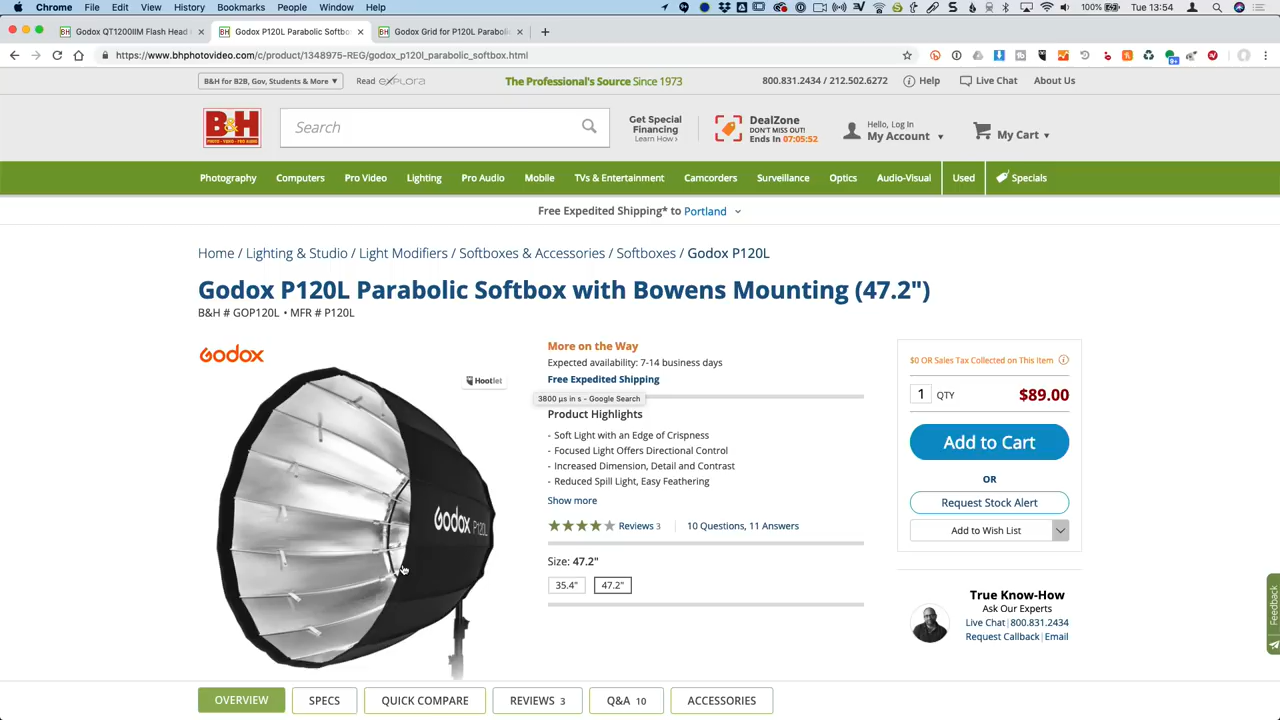 Chrome File Edit View History Bookmarks People Window Help
100% Tue 13:54
Godox QT1200IIM Flash Head
Godox P120L Parabolic Softbo
Godox Grid for P120L Parabolic
https://www.bhphotovideo.com/c/product/1348975-REG/godox_p120l_parabolic_softbox.html
B&H for B2B, Gov, Students & More
Read eXPLORA
The Professional's Source Since 1973
800.831.2434 / 212.502.6272
Help
Live Chat
About Us
B&H
PHOTO - VIDEO - PRO AUDIO
Search
Get Special
Financing
Learn How ›
DealZone
DON'T MISS OUT!
Ends In 07:05:52
Hello, Log In
My Account
My Cart
Photography Computers Pro Video Lighting Pro Audio Mobile TVs & Entertainment Camcorders Surveillance Optics Audio-Visual Used Specials
Free Expedited Shipping* to Portland
Home / Lighting & Studio / Light Modifiers / Softboxes & Accessories / Softboxes / Godox P120L
Godox P120L Parabolic Softbox with Bowens Mounting (47.2")
B&H # GOP120L • MFR # P120L
Godox
Hootlet
Godox P120L
More on the Way
Expected availability: 7-14 business days
Free Expedited Shipping
3800 µs in s - Google Search
Product Highlights
- Soft Light with an Edge of Crispness
- Focused Light Offers Directional Control
- Increased Dimension, Detail and Contrast
- Reduced Spill Light, Easy Feathering
Show more
Reviews 3
10 Questions, 11 Answers
Size: 47.2"
35.4" 47.2"
$0 OR Sales Tax Collected on This Item
1 QTY $89.00
Add to Cart
OR
Request Stock Alert
Add to Wish List
True Know-How
Ask Our Experts
Live Chat | 800.831.2434
Request Callback | Email
Feedback
OVERVIEW SPECS QUICK COMPARE REVIEWS 3 Q&A 10 ACCESSORIES